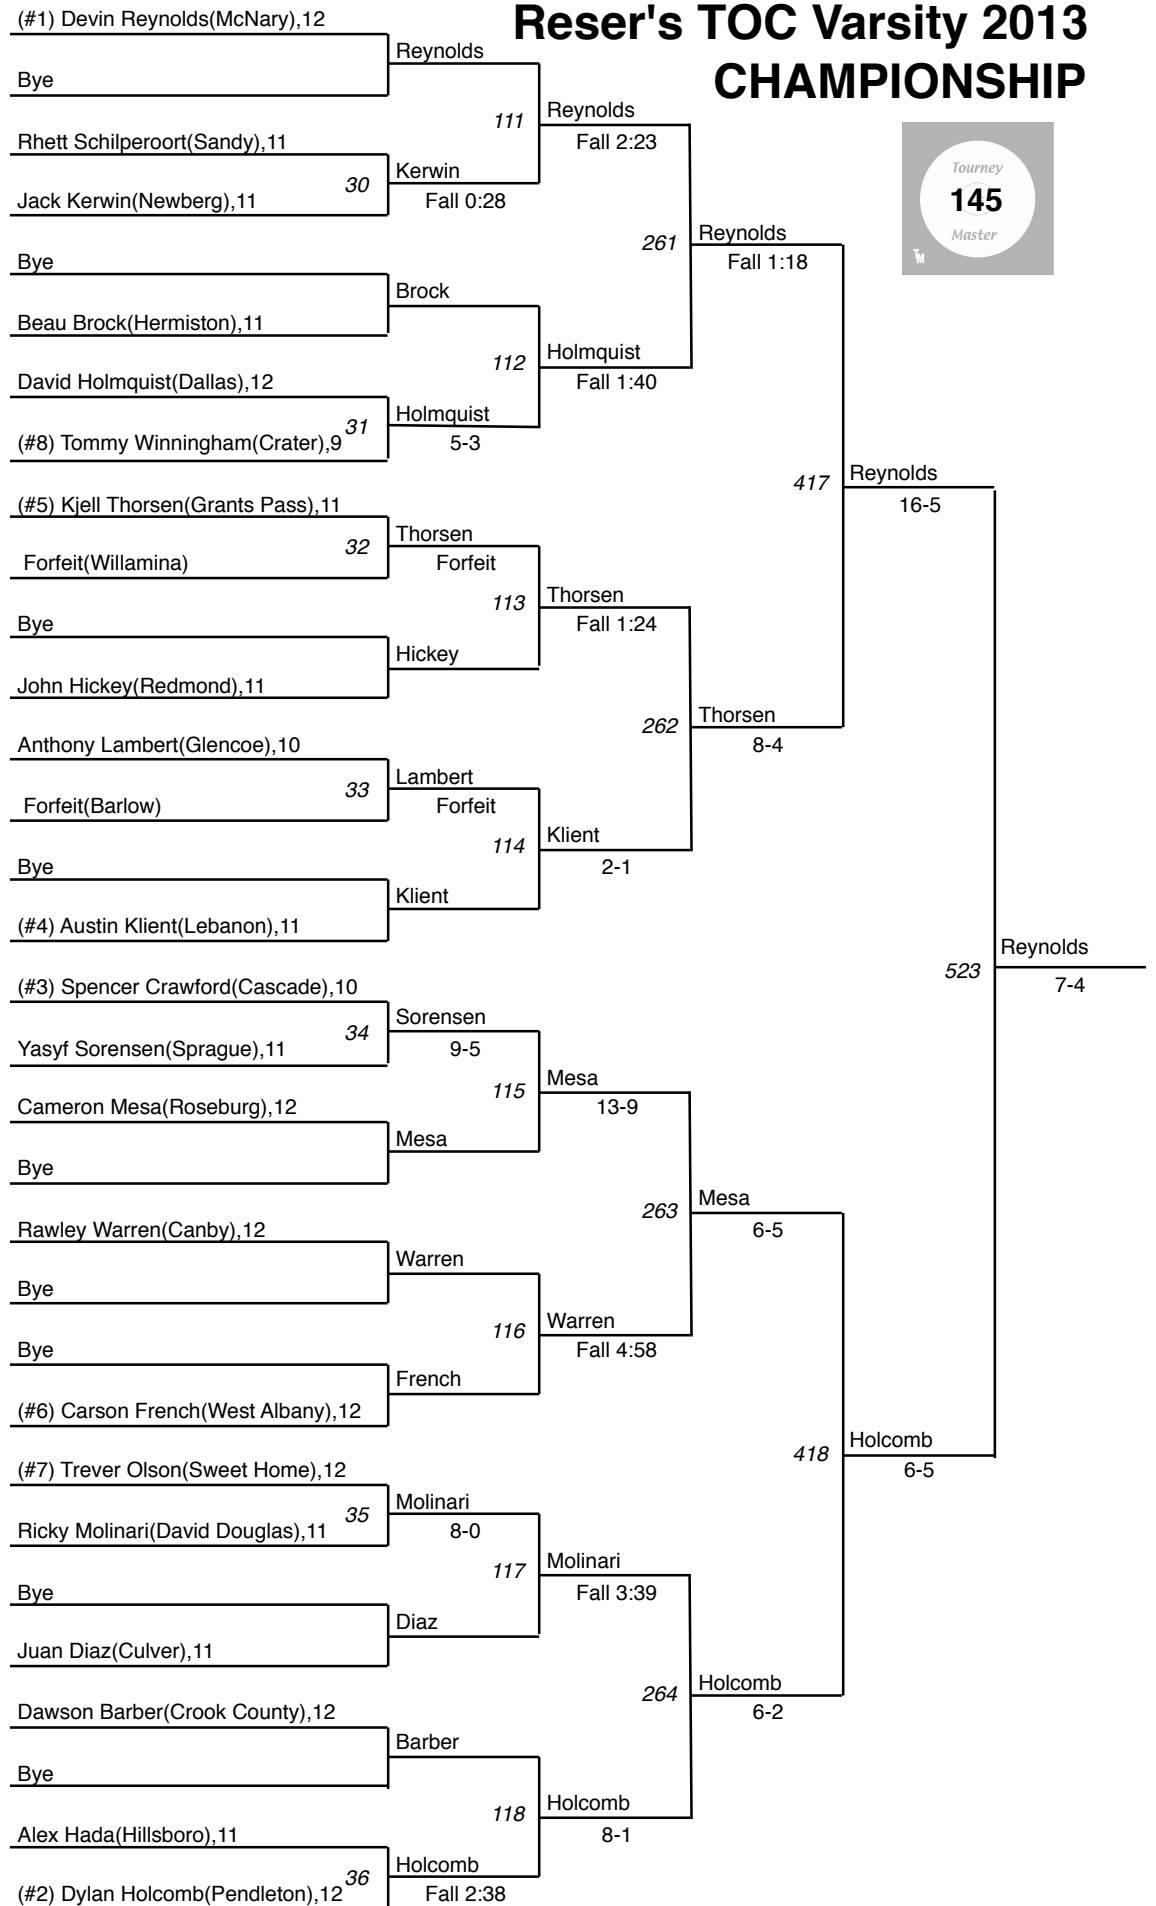 (#1) Devin Reynolds(McNary),12
Reser's TOC Varsity 2013
CHAMPIONSHIP
Reynolds
Bye
111
Reynolds
Fall 2:23
Rhett Schilperoort(Sandy),11
30
Kerwin
Fall 0:28
Jack Kerwin(Newberg),11
Tourney
145
Master
TM
261
Reynolds
Fall 1:18
Bye
Brock
Beau Brock(Hermiston),11
112
Holmquist
Fall 1:40
David Holmquist(Dallas),12
31
Holmquist
5-3
(#8) Tommy Winningham(Crater),9
417
Reynolds
16-5
(#5) Kjell Thorsen(Grants Pass),11
32
Thorsen
Forfeit
Forfeit(Willamina)
113
Thorsen
Fall 1:24
Bye
Hickey
John Hickey(Redmond),11
262
Thorsen
8-4
Anthony Lambert(Glencoe),10
33
Lambert
Forfeit
Forfeit(Barlow)
114
Klient
2-1
Bye
Klient
(#4) Austin Klient(Lebanon),11
523
Reynolds
7-4
(#3) Spencer Crawford(Cascade),10
34
Sorensen
9-5
Yasyf Sorensen(Sprague),11
115
Mesa
13-9
Cameron Mesa(Roseburg),12
Mesa
Bye
263
Mesa
6-5
Rawley Warren(Canby),12
Warren
Bye
116
Warren
Fall 4:58
Bye
French
(#6) Carson French(West Albany),12
418
Holcomb
6-5
(#7) Trever Olson(Sweet Home),12
35
Molinari
8-0
Ricky Molinari(David Douglas),11
117
Molinari
Fall 3:39
Bye
Diaz
Juan Diaz(Culver),11
264
Holcomb
6-2
Dawson Barber(Crook County),12
Barber
Bye
118
Holcomb
8-1
Alex Hada(Hillsboro),11
36
Holcomb
Fall 2:38
(#2) Dylan Holcomb(Pendleton),12